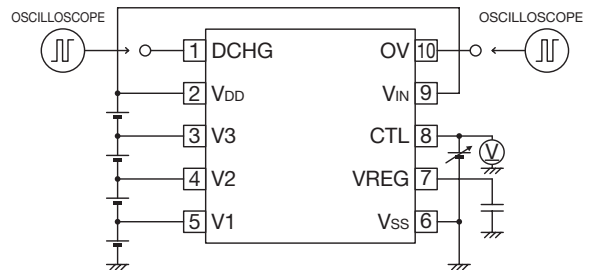 OSCILLOSCOPE
OSCILLOSCOPE
1 DCHG
OV 10
2 VDD
VIN 9
3 V3
CTL 8
V
4 V2
VREG 7
5 V1
VSS 6